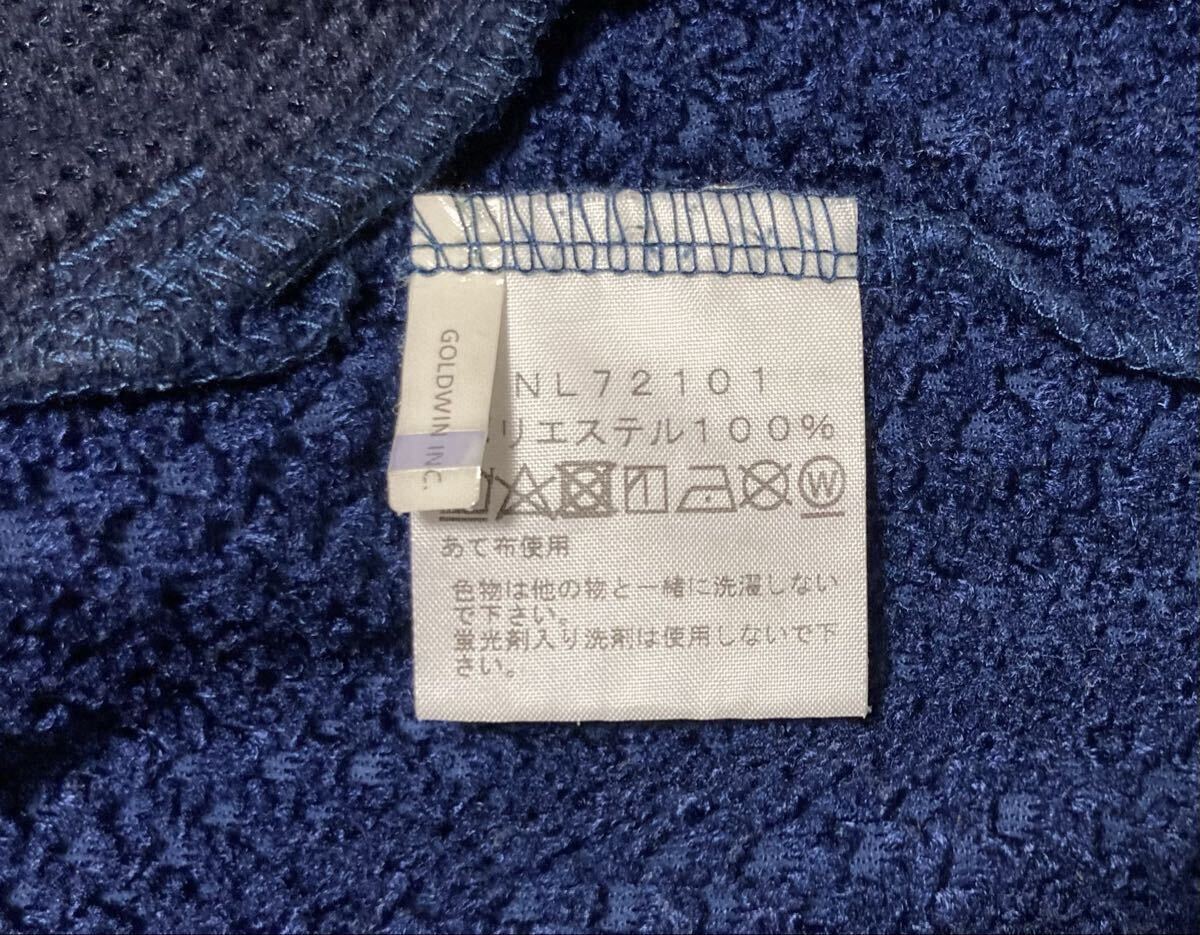 GOLDWIN INC.
NL72101
ポリエステル100%
W
あて布使用
色物は他の物と一緒に洗濯しない
で下さい。
蛍光剤入り洗剤は使用しないで下
さい。